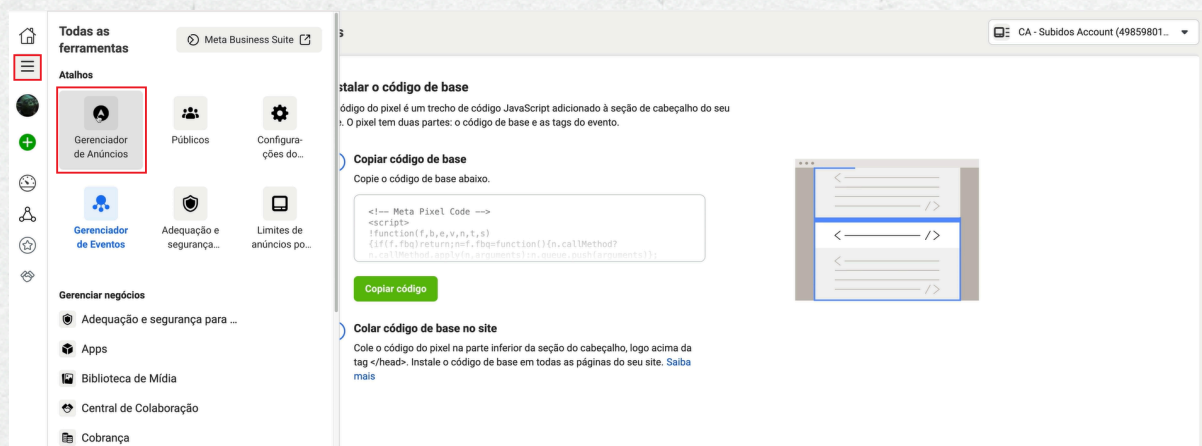 Todas as
ferramentas
Meta Business Suite
Atalhos
Gerenciador
de Anúncios
Públicos
Configura-
ções do...
Gerenciador
de Eventos
Adequação e
segurança...
Limites de
anúncios po...
Gerenciar negócios
Adequação e segurança para ...
Apps
Biblioteca de Mídia
Central de Colaboração
Cobrança
s
CA - Subidos Account (49859801...
stalar o código de base
ódigo do pixel é um trecho de código JavaScript adicionado à seção de cabeçalho do seu
e. O pixel tem duas partes: o código de base e as tags do evento.
Copiar código de base
Copie o código de base abaixo.
<!-- Meta Pixel Code -->
<script>
!function(f,b,e,v,n,t,s)
{if(f.fbq)return;n=f.fbq=function(){n.callMethod?
n.callMethod.apply(n,arguments):n.queue.push(arguments)};
Copiar código
Colar código de base no site
Cole o código do pixel na parte inferior da seção do cabeçalho, logo acima da
tag </head>. Instale o código de base em todas as páginas do seu site. Saiba
mais